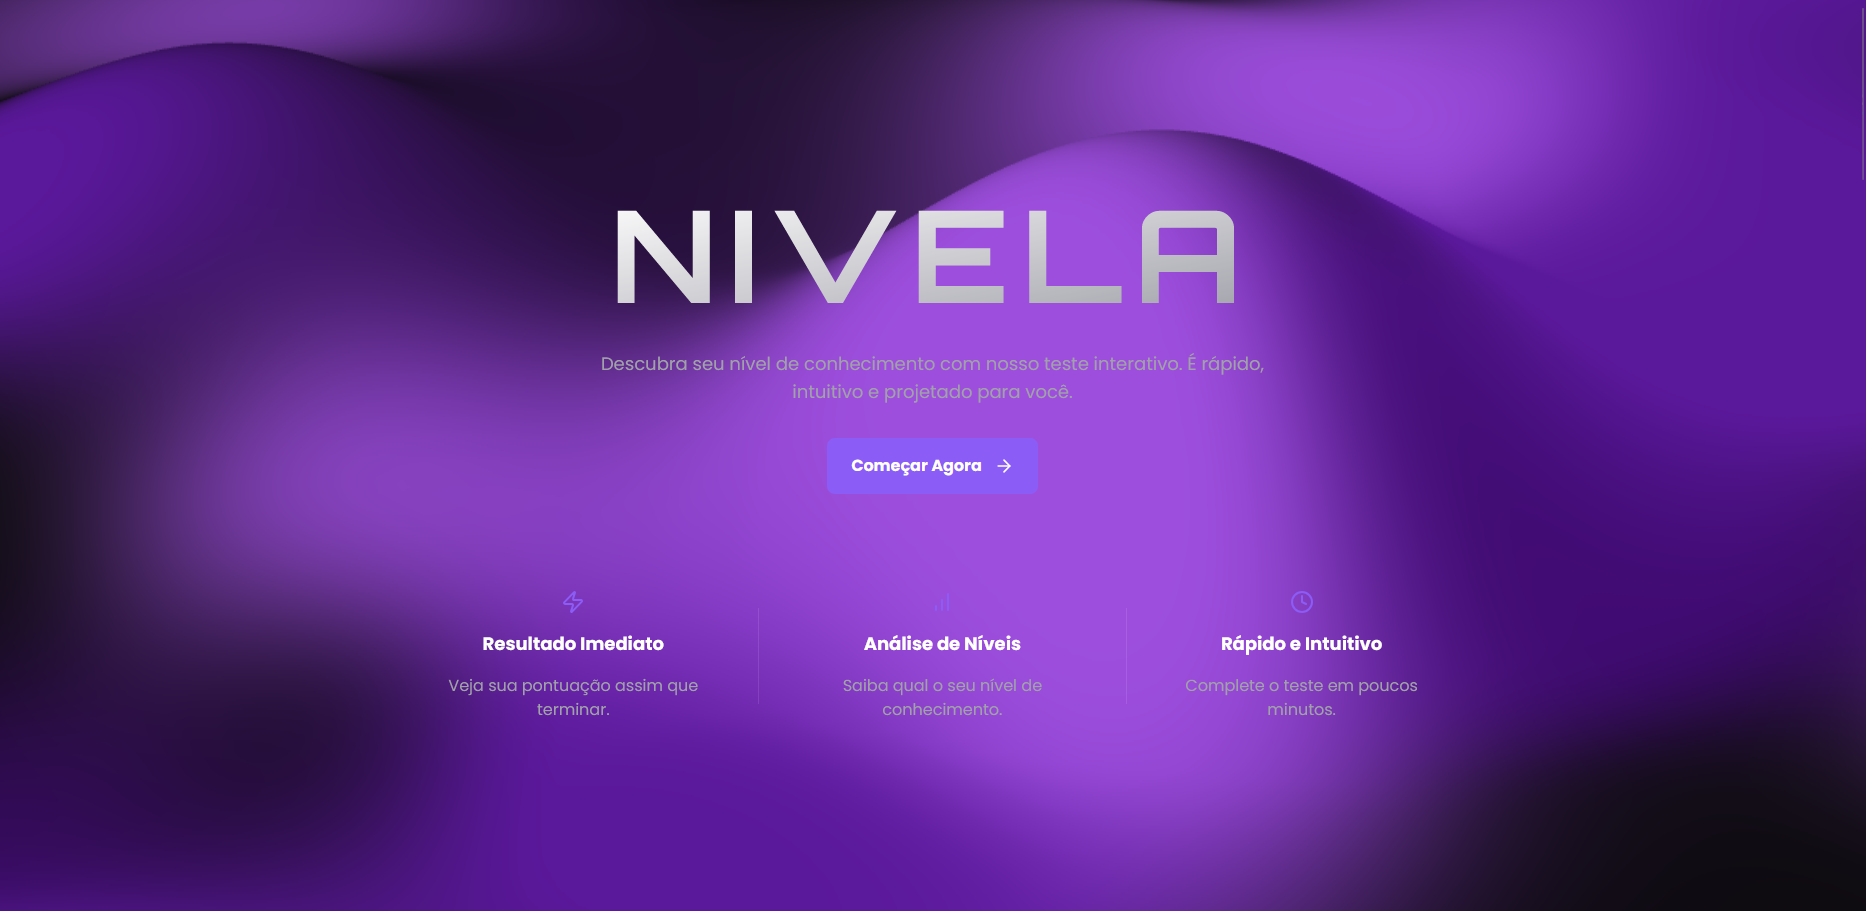 NIVELA
Descubra seu nível de conhecimento com nosso teste interativo. É rápido,
intuitivo e projetado para você.
Começar Agora
Resultado Imediato
Veja sua pontuação assim que
terminar.
Análise de Níveis
Saiba qual o seu nível de
conhecimento.
Rápido e Intuitivo
Complete o teste em poucos
minutos.